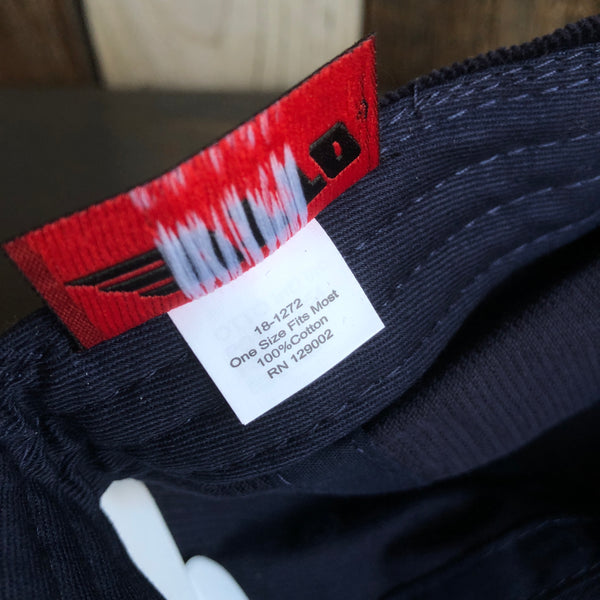 18-1272
One Size Fits Most
100%Cotton
RN 129002